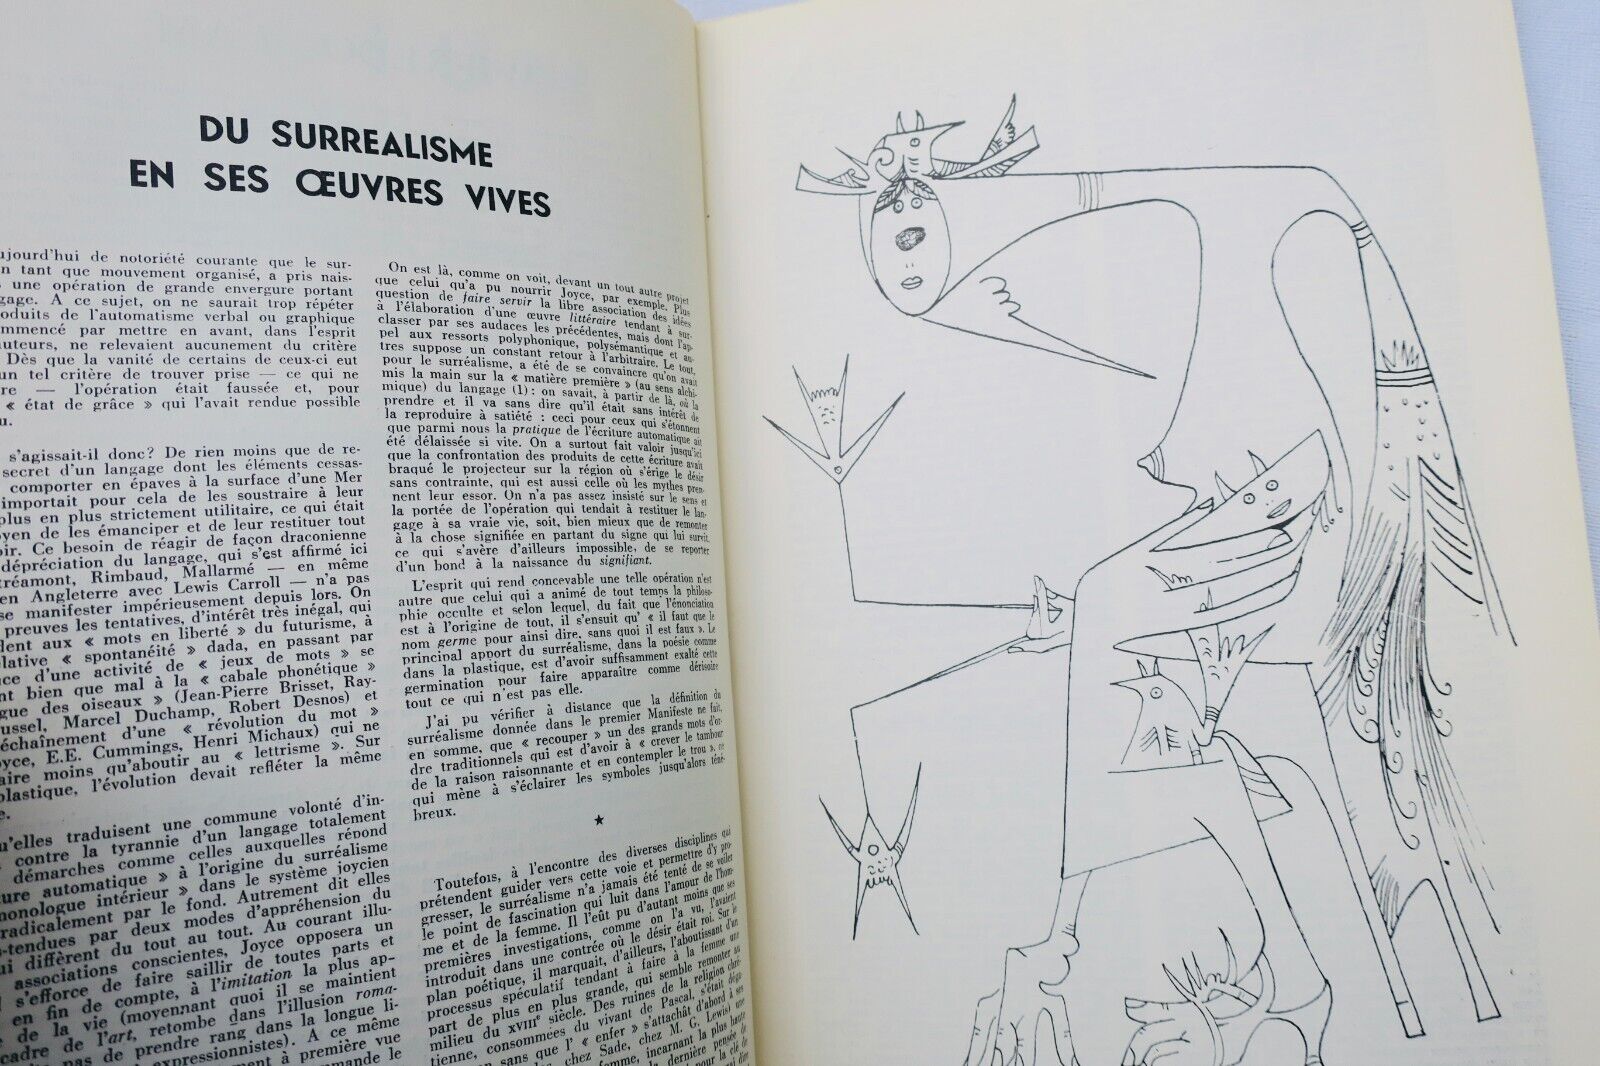 DU SURREALISME
EN SES ŒUVRES VIVES
de notoriété courante que le sur-
tant que mouvement organisé, a pris nais-
une opération de grande envergure portant
A ce sujet, on ne saurait trop répéter
de l'automatisme verbal ou graphique
par mettre en avant, dans l'esprit
ne relevaient aucunement du critère
Dès que la vanité de certains de ceux-ci eut
un tel critère de trouver prise — ce qui ne
— l'opération était faussée et, pour
« état de grâce » qui l'avait rendue possible
s'agissait-il donc? De rien moins que de re-
secret d'un langage dont les éléments cessas-
comporter en épaves à la surface d'une Mer
importait pour cela de les soustraire à leur
plus en plus strictement utilitaire, ce qui était
de les émanciper et de leur restituer tout
Ce besoin de réagir de façon draconienne
dépréciation du langage, qui s'est affirmé ici
Rimbaud, Mallarmé — en même
en Angleterre avec Lewis Carroll — n'a pas
se manifester impérieusement depuis lors. On
preuves les tentatives, d'intérêt très inégal, qui
aux « mots en liberté » du futurisme, à
« spontanéité » dada, en passant par
d'une activité de « jeux de mots » se
bien que mal à la « cabale phonétique »
des oiseaux » (Jean-Pierre Brisset, Ray-
Marcel Duchamp, Robert Desnos) et
d'une « révolution du mot »
E.E. Cummings, Henri Michaux) qui ne
moins qu'aboutir au « lettrisme ». Sur
l'évolution devait refléter la même
traduisent une commune volonté d'in-
contre la tyrannie d'un langage totalement
démarches comme celles auxquelles répond
automatique » à l'origine du surréalisme
intérieur » dans le système joycien
par le fond. Autrement dit elles
par deux modes d'appréhension du
diffèrent du tout au tout. Au courant illu-
associations conscientes, Joyce opposera un
s'efforce de faire saillir de toutes parts et
en fin de compte, à l'imitation la plus ap-
de la vie (moyennant quoi il se maintient
de l'art, retombe dans l'illusion roma-
pas de prendre rang dans la longue li-
A ce même
à première vue
le
On est là, comme on voit, devant un tout autre projet
que celui qu'a pu nourrir Joyce, par exemple. Plus
question de faire servir la libre association des idées
à l'élaboration d'une œuvre littéraire tendant à sur-
classer par ses audaces les précédentes, mais dont l'ap-
pel aux ressorts polyphonique, polysémantique et au-
tres suppose un constant retour à l'arbitraire. Le tout,
pour le surréalisme, a été de se convaincre qu'on avait
mis la main sur la « matière première » (au sens alchi-
mique) du langage (1) : on savait, à partir de là, où la
prendre et il va sans dire qu'il était sans intérêt de
la reproduire à satiété : ceci pour ceux qui s'étonnent
que parmi nous la pratique de l'écriture automatique ait
été délaissée si vite. On a surtout fait valoir jusqu'ici
que la confrontation des produits de cette écriture avait
braqué le projecteur sur la région où s'érige le désir
sans contrainte, qui est aussi celle où les mythes pren-
nent leur essor. On n'a pas assez insisté sur le sens et
la portée de l'opération qui tendait à restituer le lan-
gage à sa vraie vie, soit, bien mieux que de remonter
à la chose signifiée en partant du signe qui lui survit,
ce qui s'avère d'ailleurs impossible, de se reporter
d'un bond à la naissance du signifiant.
L'esprit qui rend concevable une telle opération n'est
autre que celui qui a animé de tout temps la philoso-
phie occulte et selon lequel, du fait que l'énonciation
est à l'origine de tout, il s'ensuit qu' « il faut que le
nom germe pour ainsi dire, sans quoi il est faux ». Le
principal apport du surréalisme, dans la poésie comme
dans la plastique, est d'avoir suffisamment exalté cette
germination pour faire apparaître comme dérisoire
tout ce qui n'est pas elle.
J'ai pu vérifier à distance que la définition du
surréalisme donnée dans le premier Manifeste ne fait,
en somme, que « recouper » un des grands mots d'or-
dre traditionnels qui est d'avoir à « crever le tambour
de la raison raisonnante et en contempler le trou », ce
qui mène à s'éclairer les symboles jusqu'alors téné-
breux.
★
Toutefois, à l'encontre des diverses disciplines qui
prétendent guider vers cette voie et permettre d'y pro-
gresser, le surréalisme n'a jamais été tenté de se voiler
le point de fascination qui luit dans l'amour de l'hom-
me et de la femme. Il l'eût pu d'autant moins que ses
premières investigations, comme on l'a vu, l'avaient
introduit dans une contrée où le désir était roi. Sur le
plan poétique, il marquait, d'ailleurs, l'aboutissant d'un
processus spéculatif tendant à faire à la femme une
part de plus en plus grande, qui semble remonter au
milieu du XVIIIe siècle. Des ruines de la religion chré-
tienne, consommées du vivant de Pascal, s'était déga-
sans que l' « enfer » s'attachât d'abord à ses
chez Sade, chez M. G. Lewis) une
femme, incarnant la plus haute
la dernière pensée de
pour la clé de